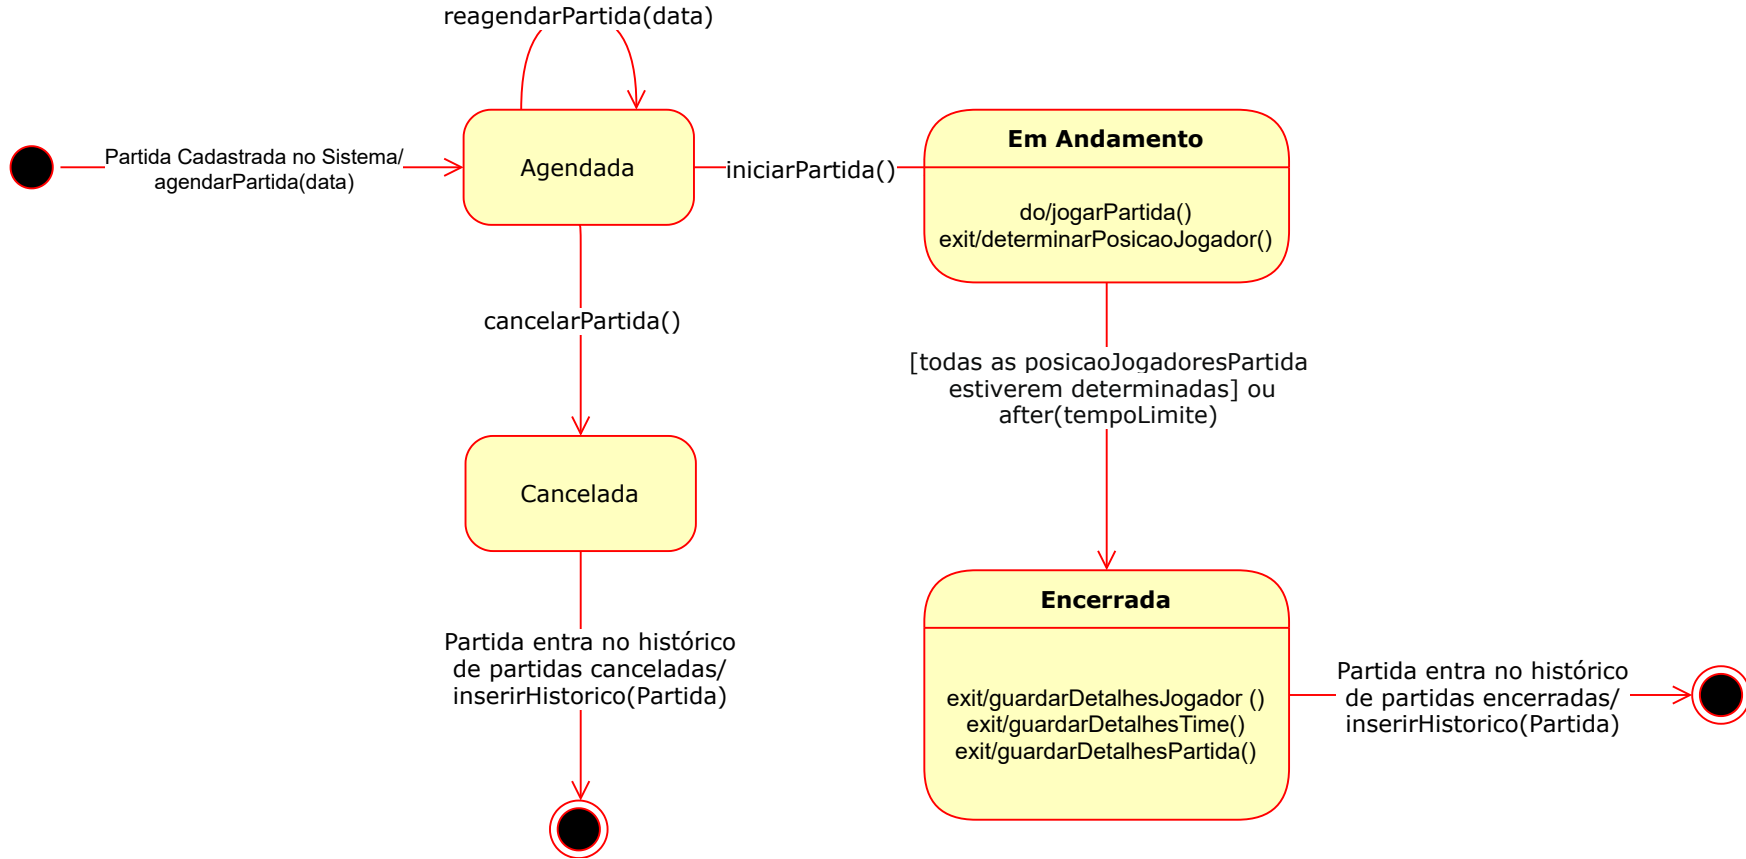 reagendarPartida(data)
Partida Cadastrada no Sistema/
agendarPartida(data)
Agendada
iniciarPartida()
Em Andamento
do/jogarPartida()
exit/determinarPosicaoJogador()
cancelarPartida()
[todas as posicaoJogadoresPartida
estiverem determinadas] ou
after(tempoLimite)
Cancelada
Encerrada
exit/guardarDetalhesJogador ()
exit/guardarDetalhesTime()
exit/guardarDetalhesPartida()
Partida entra no histórico
de partidas canceladas/
inserirHistorico(Partida)
Partida entra no histórico
de partidas encerradas/
inserirHistorico(Partida)